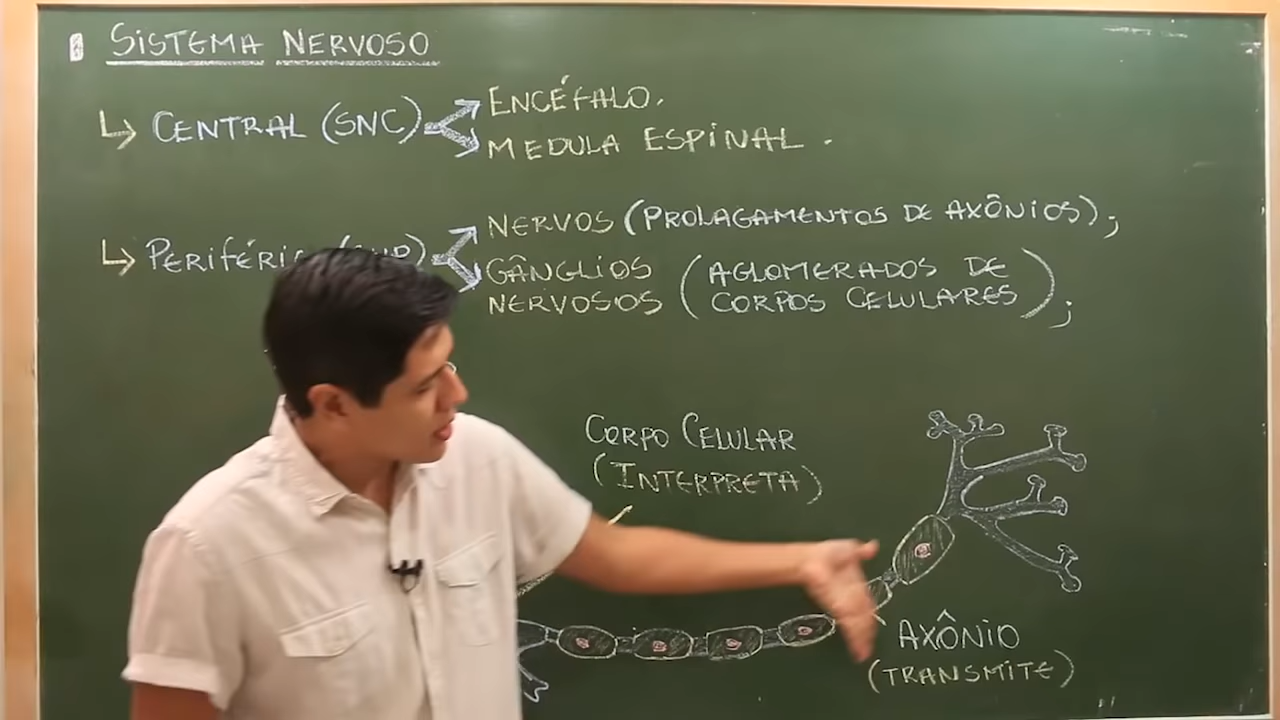 SISTEMA NERVOSO
CENTRAL (SNC)
ENCÉFALO.
MEDULA ESPINAL.
NERVOS (PROLAGAMENTOS DE AXÔNIOS);
GÂNGLIOS NERVOSOS (AGLOMERADOS DE CORPOS CELULARES);
CORPO CELULAR
(INTERPRETA)
AXÔNIO
(TRANSMITE)